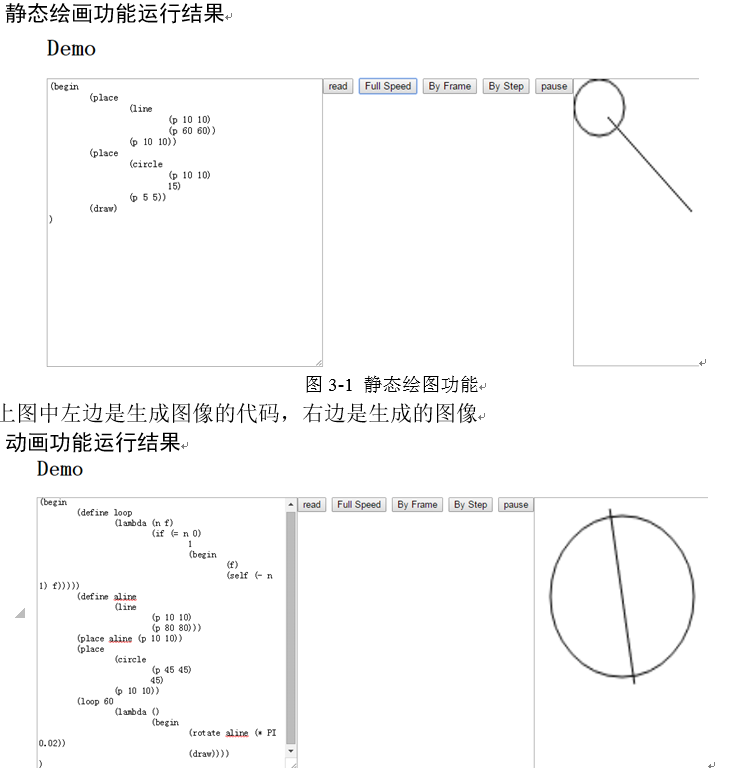 静态绘画功能运行结果
Demo
(begin
(place
(line
(p 10 10)
(p 60 60))
(p 10 10))
(place
(circle
(p 10 10)
15)
(p 5 5))
(draw)
)
read Full Speed By Frame By Step pause
图 3-1 静态绘图功能
上图中左边是生成图像的代码，右边是生成的图像
动画功能运行结果
Demo
(begin
(define loop
(lambda (n f)
(if (= n 0)
1
(begin
(f)
(self (- n
1) f)))))
(define aline
(line
(p 10 10)
(p 80 80)))
(place aline (p 10 10))
(place
(circle
(p 45 45)
45)
(p 10 10))
(loop 60
(lambda ()
(begin
(rotate aline (* PI
0.02))
(draw))))
)
read Full Speed By Frame By Step pause